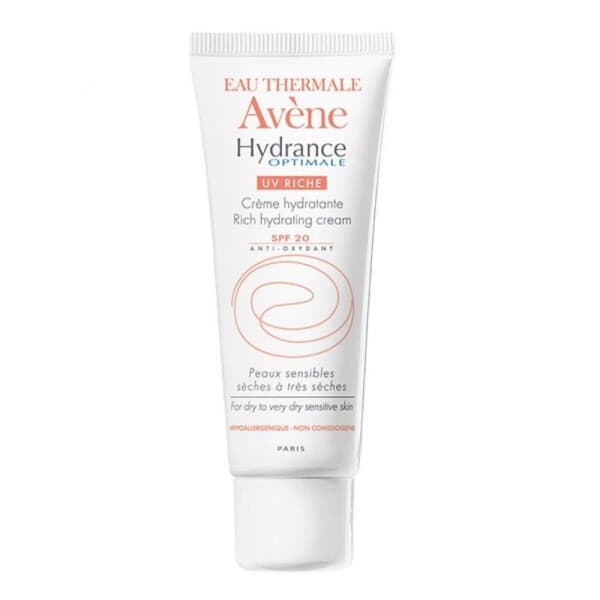 EAU THERMALE
Avène
Hydrance
OPTIMALE
UV RICHE
Crème hydratante
Rich hydrating cream
SPF 20
ANTI-OXYDANT
Peaux sensibles
sèches à très sèches
For dry to very dry sensitive skin
HYPOALLERGENIQUE - NON COMEDOGENE
PARIS